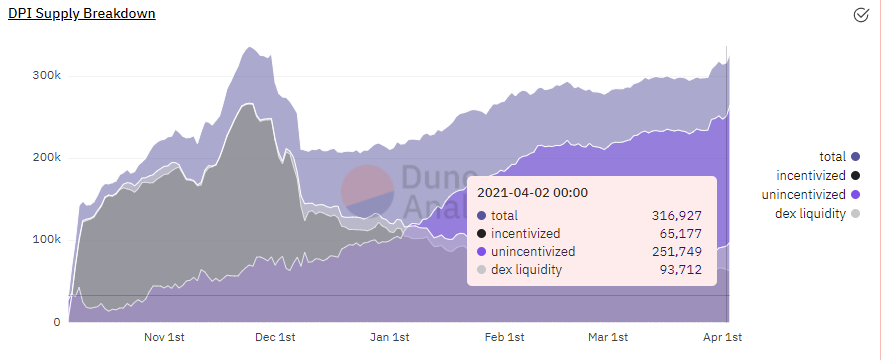 DPI Supply Breakdown
300k
200k
100k
0
Nov 1st
Dec 1st
Jan 1st
Feb 1st
Mar 1st
Apr 1st
Dune
Anal
2021-04-02 00:00
total 316,927
incentivized 65,177
unincentivized 251,749
dex liquidity 93,712
total
incentivized
unincentivized
dex liquidity